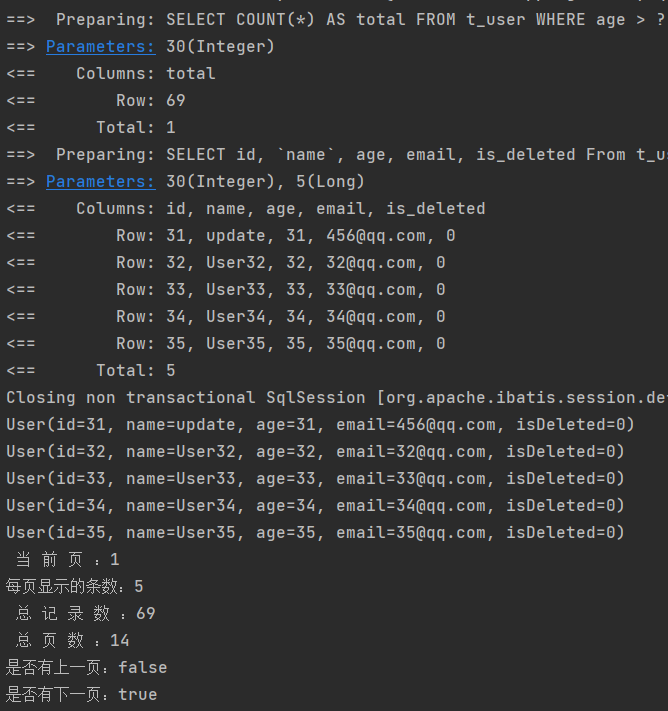 ==>  Preparing: SELECT COUNT(*) AS total FROM t_user WHERE age > ?
==> Parameters: 30(Integer)
<==    Columns: total
<==        Row: 69
<==      Total: 1
==>  Preparing: SELECT id, `name`, age, email, is_deleted From t_u
==> Parameters: 30(Integer), 5(Long)
<==    Columns: id, name, age, email, is_deleted
<==        Row: 31, update, 31, 456@qq.com, 0
<==        Row: 32, User32, 32, 32@qq.com, 0
<==        Row: 33, User33, 33, 33@qq.com, 0
<==        Row: 34, User34, 34, 34@qq.com, 0
<==        Row: 35, User35, 35, 35@qq.com, 0
<==      Total: 5
Closing non transactional SqlSession [org.apache.ibatis.session.de
User(id=31, name=update, age=31, email=456@qq.com, isDeleted=0)
User(id=32, name=User32, age=32, email=32@qq.com, isDeleted=0)
User(id=33, name=User33, age=33, email=33@qq.com, isDeleted=0)
User(id=34, name=User34, age=34, email=34@qq.com, isDeleted=0)
User(id=35, name=User35, age=35, email=35@qq.com, isDeleted=0)
当 前 页 ：1
每页显示的条数：5
总 记 录 数 ：69
总 页 数 ：14
是否有上一页：false
是否有下一页：true